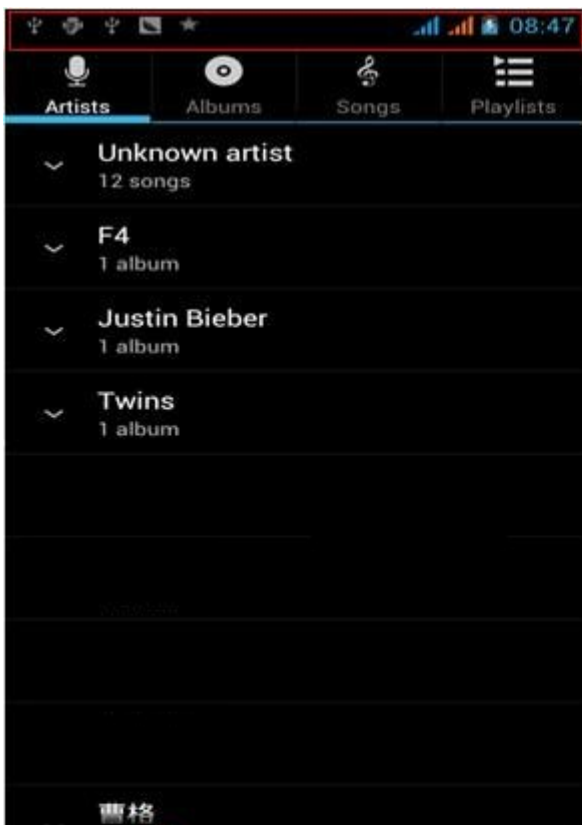 08:47
Artists Albums Songs Playlists
Unknown artist
12 songs
F4
1 album
Justin Bieber
1 album
Twins
1 album
曹格